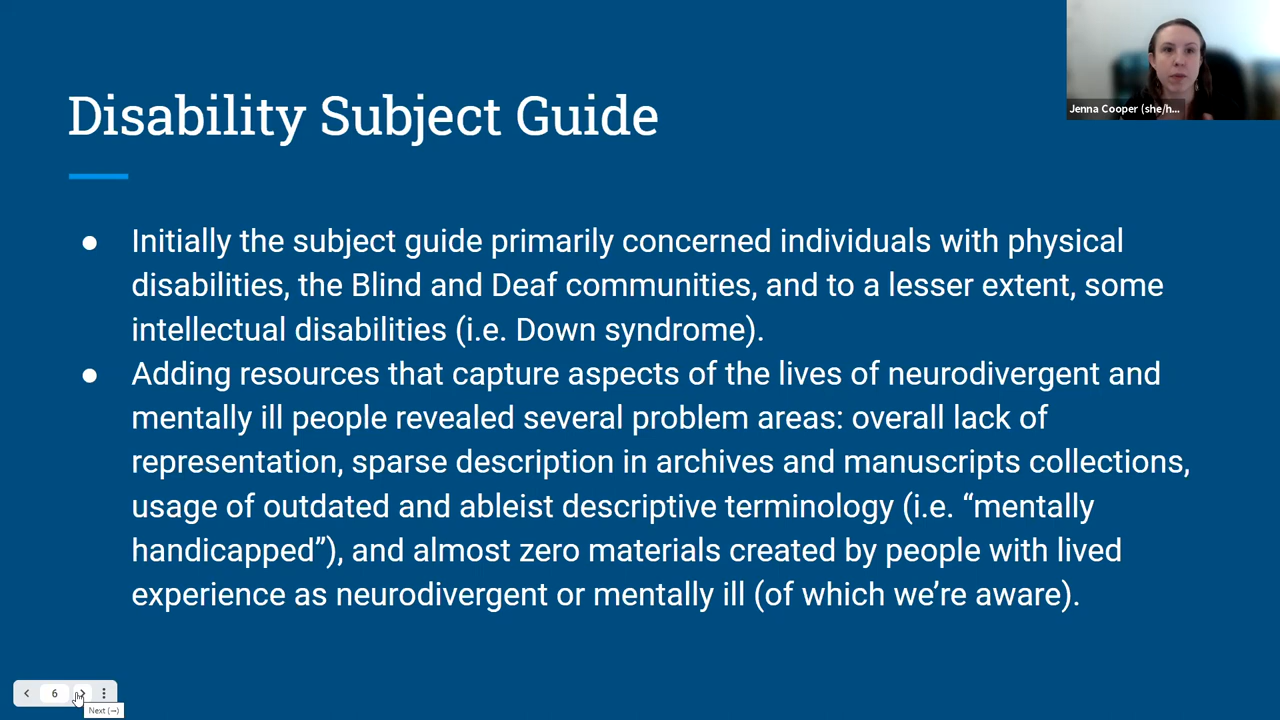 Disability Subject Guide
Jenna Cooper (she/h...
● Initially the subject guide primarily concerned individuals with physical
disabilities, the Blind and Deaf communities, and to a lesser extent, some
intellectual disabilities (i.e. Down syndrome).
● Adding resources that capture aspects of the lives of neurodivergent and
mentally ill people revealed several problem areas: overall lack of
representation, sparse description in archives and manuscripts collections,
usage of outdated and ableist descriptive terminology (i.e. “mentally
handicapped”), and almost zero materials created by people with lived
experience as neurodivergent or mentally ill (of which we’re aware).
6
Next (→)